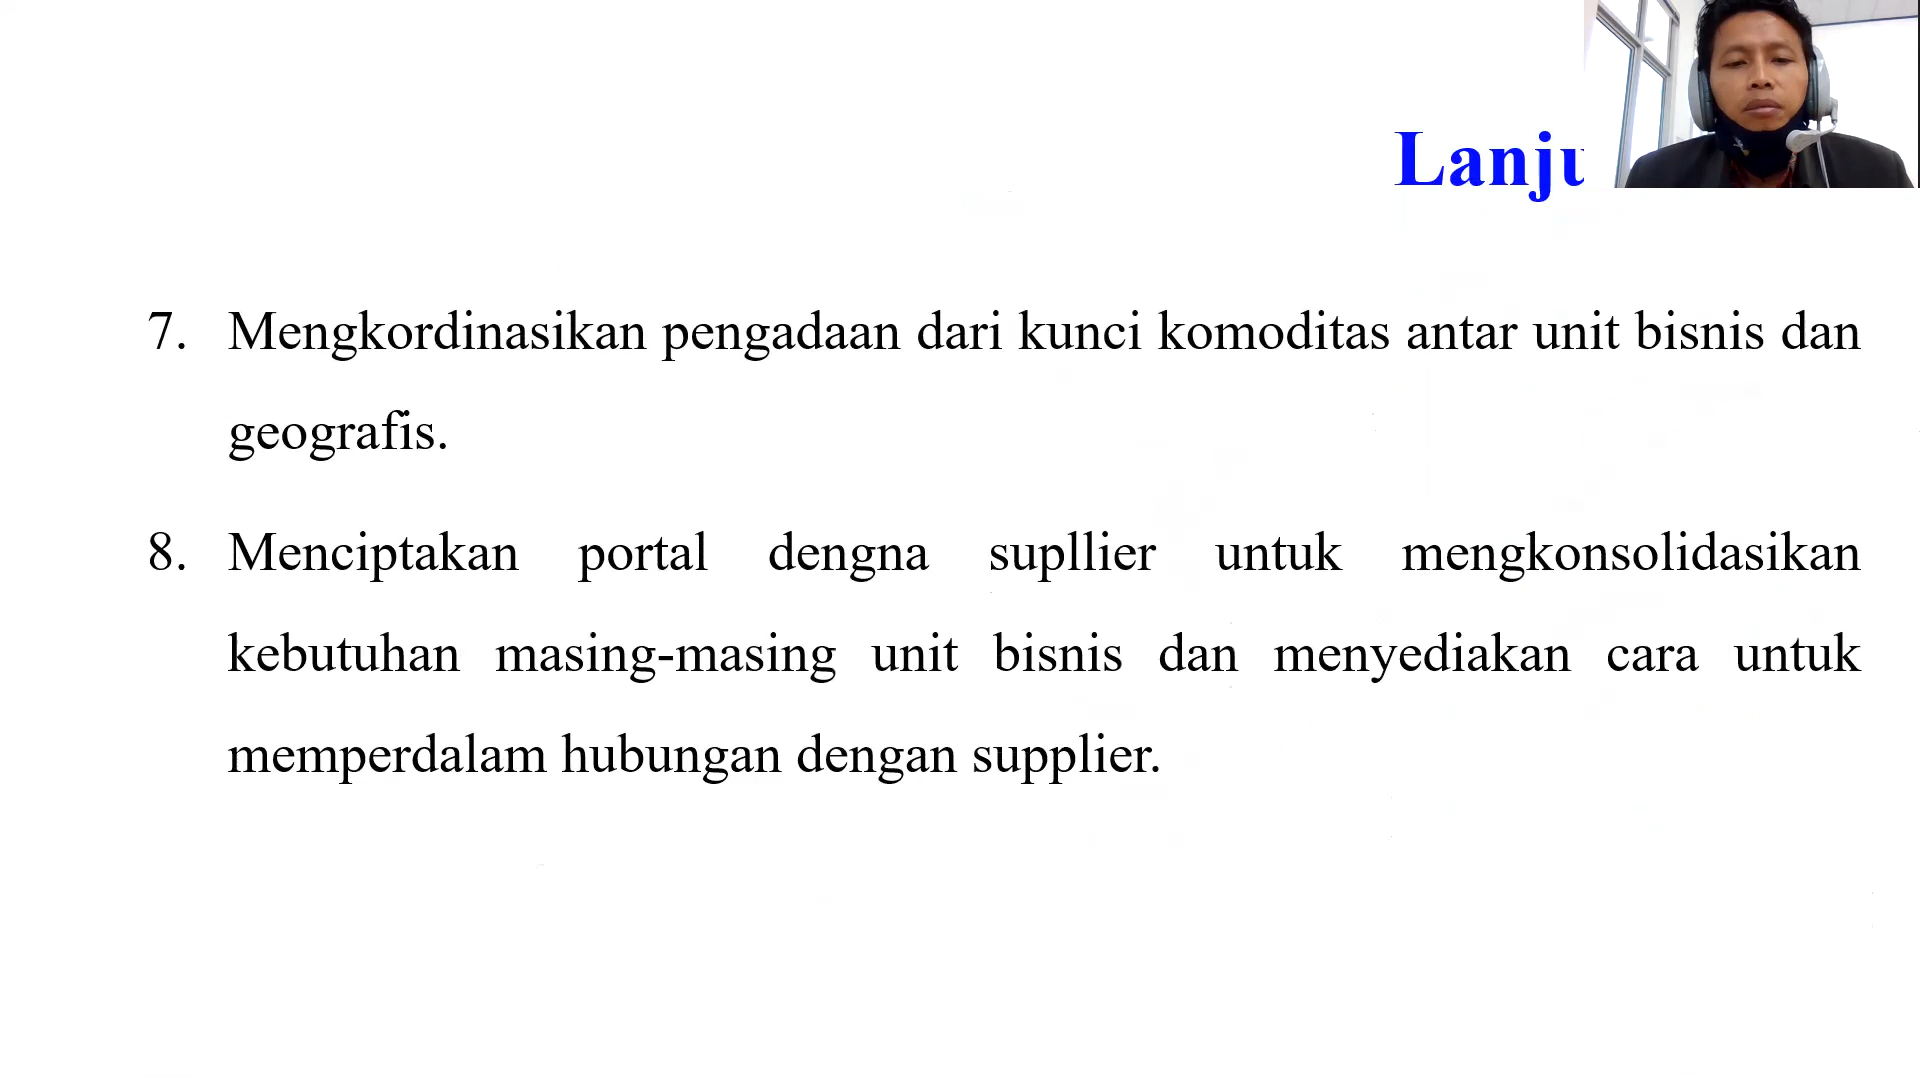 Lanju
7. Mengkordinasikan pengadaan dari kunci komoditas antar unit bisnis dan
geografis.
8. Menciptakan portal dengna supllier untuk mengkonsolidasikan
kebutuhan masing-masing unit bisnis dan menyediakan cara untuk
memperdalam hubungan dengan supplier.